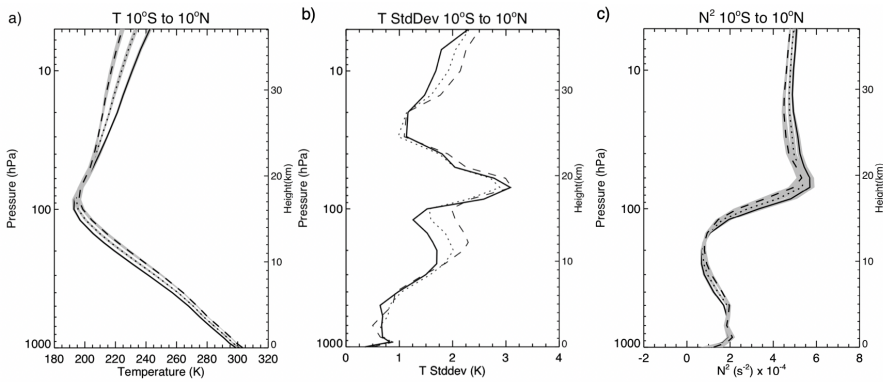 a)
T 10°S to 10°N
10
100
1000
Pressure (hPa)
30
20
10
0
Height(km)
180 200 220 240 260 280 300 320
Temperature (K)
b)
T StdDev 10°S to 10°N
10
100
1000
Pressure (hPa)
30
20
10
0
Height(km)
0 1 2 3 4
T Stddev (K)
c)
N² 10°S to 10°N
10
100
1000
Pressure (hPa)
30
20
10
0
Height(km)
-2 0 2 4 6 8
N² (s⁻²) x 10⁻⁴